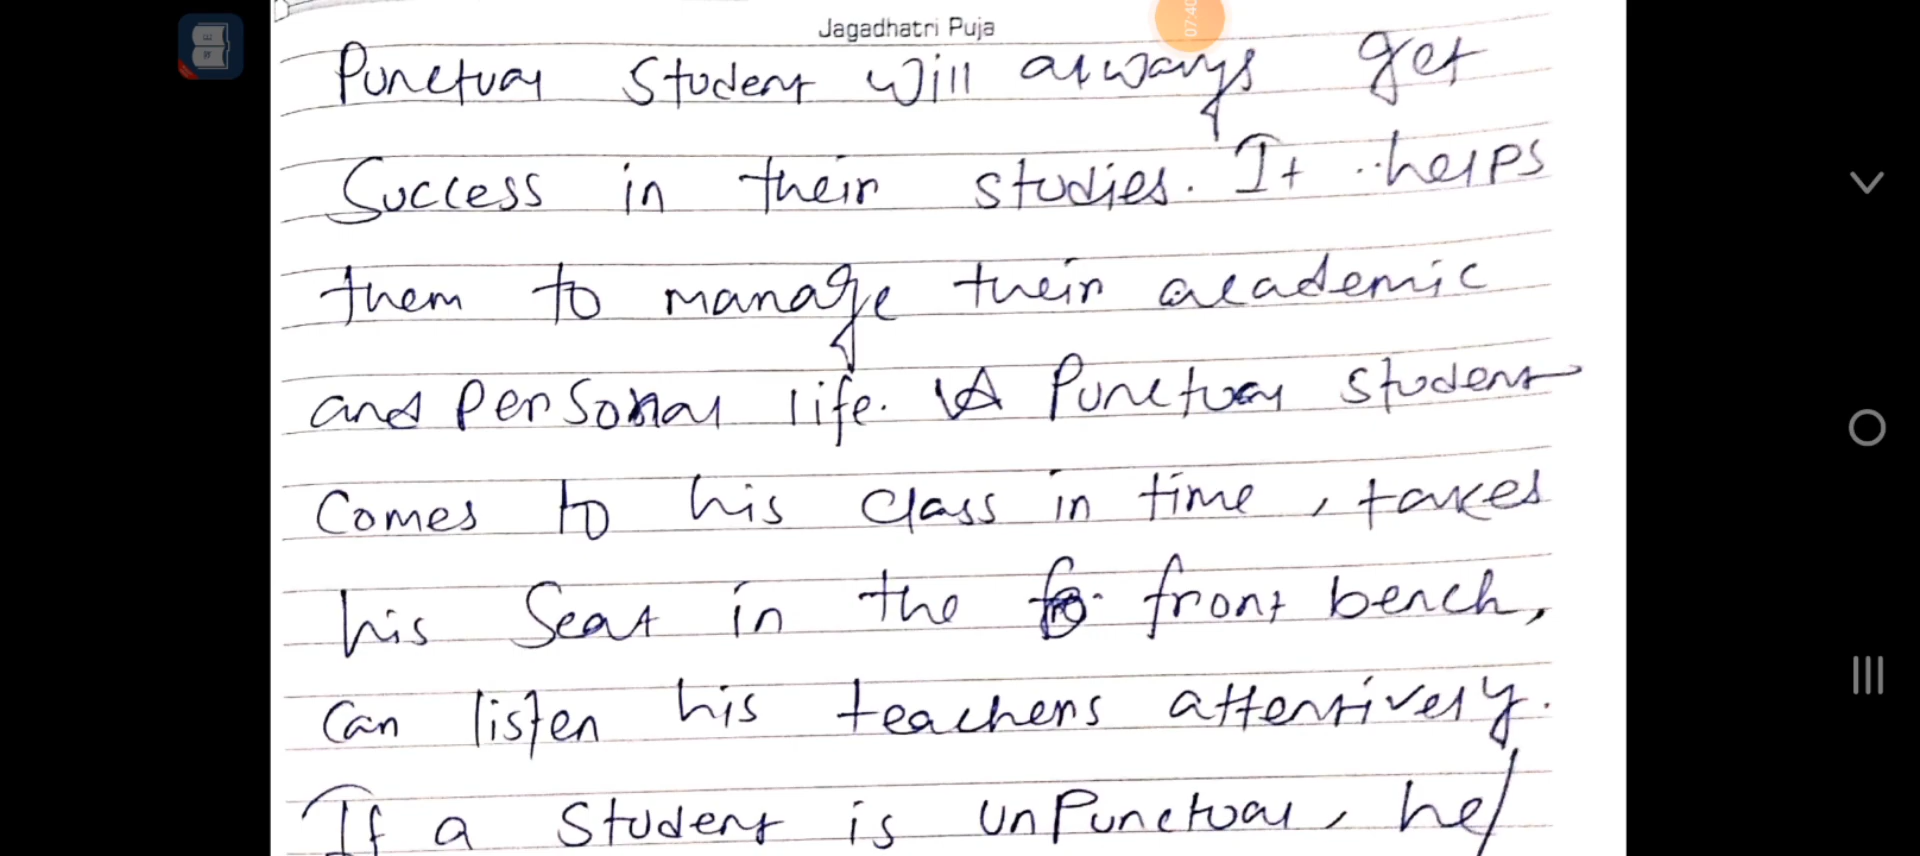 Jagadhatri Puja
07:40
Punctual Student will always get
Success in their studies. It helps
them to manage their academic
and Personal life. A Punctual student
Comes to his class in time, takes
his Seat in the front bench,
Can listen his teachers attentively.
If a Student is unPunctual, he